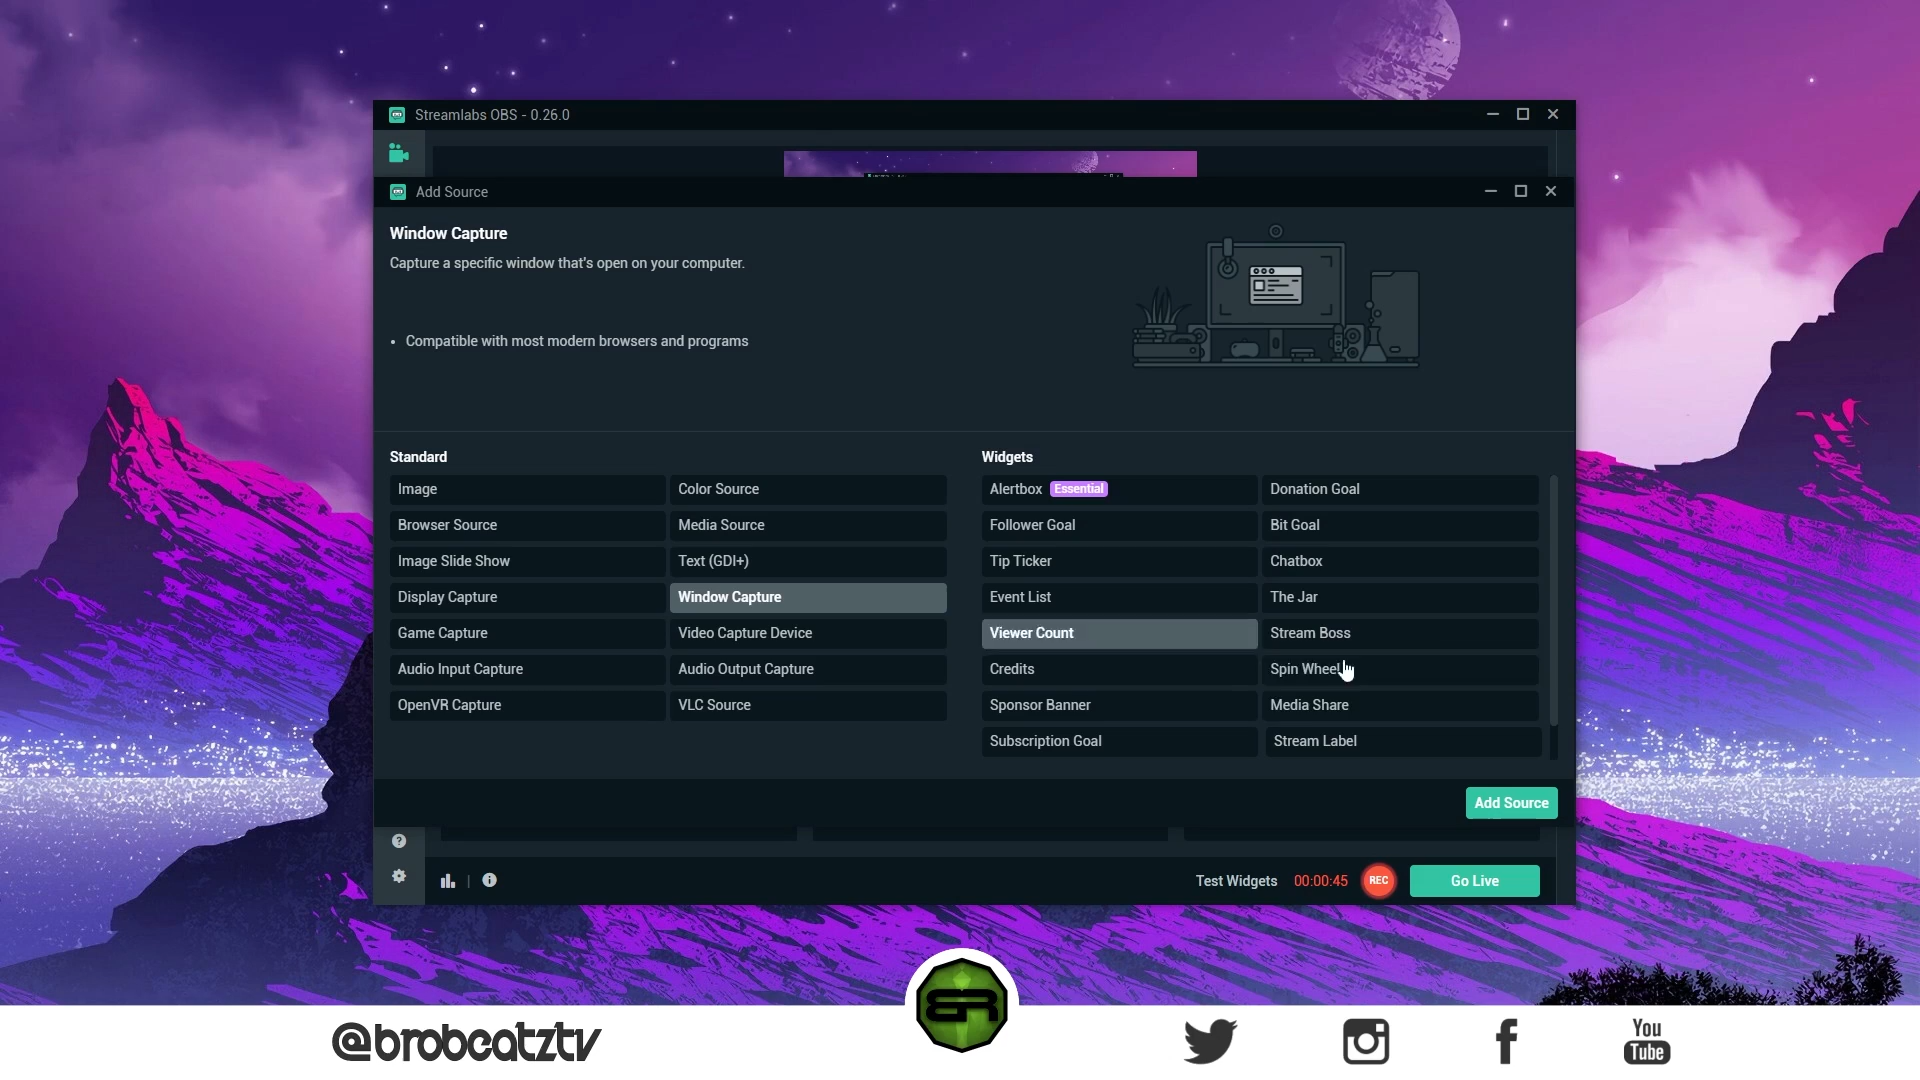 Streamlabs OBS - 0.26.0
Add Source
Window Capture
Capture a specific window that's open on your computer.
• Compatible with most modern browsers and programs
Standard
Image
Color Source
Browser Source
Media Source
Image Slide Show
Text (GDI+)
Display Capture
Window Capture
Game Capture
Video Capture Device
Audio Input Capture
Audio Output Capture
OpenVR Capture
VLC Source
Widgets
Alertbox Essential
Donation Goal
Follower Goal
Bit Goal
Tip Ticker
Chatbox
Event List
The Jar
Viewer Count
Stream Boss
Credits
Spin Wheel
Sponsor Banner
Media Share
Subscription Goal
Stream Label
Add Source
Test Widgets 00:00:45 REC Go Live
@brobcatztv
You
Tube